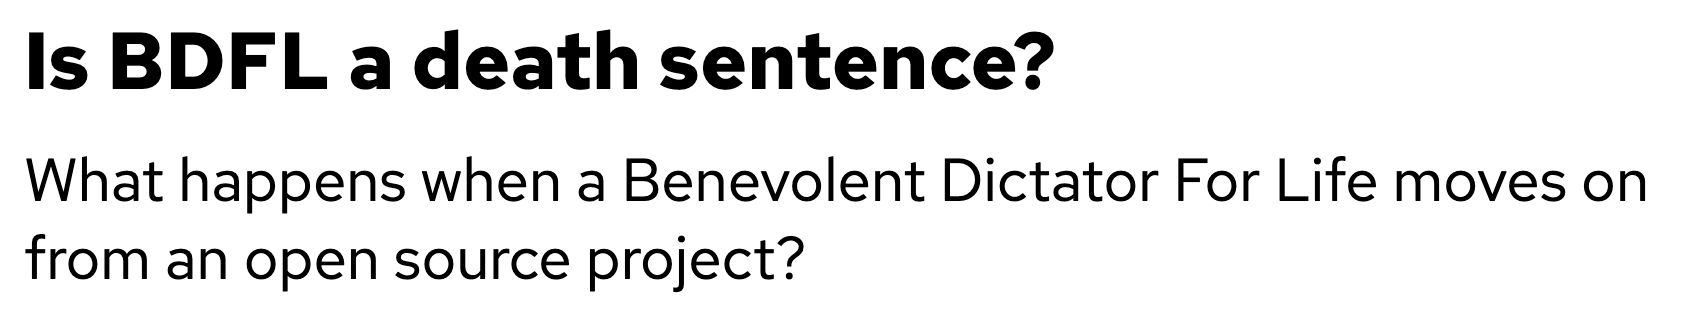 Is BDFL a death sentence?
What happens when a Benevolent Dictator For Life moves on
from an open source project?